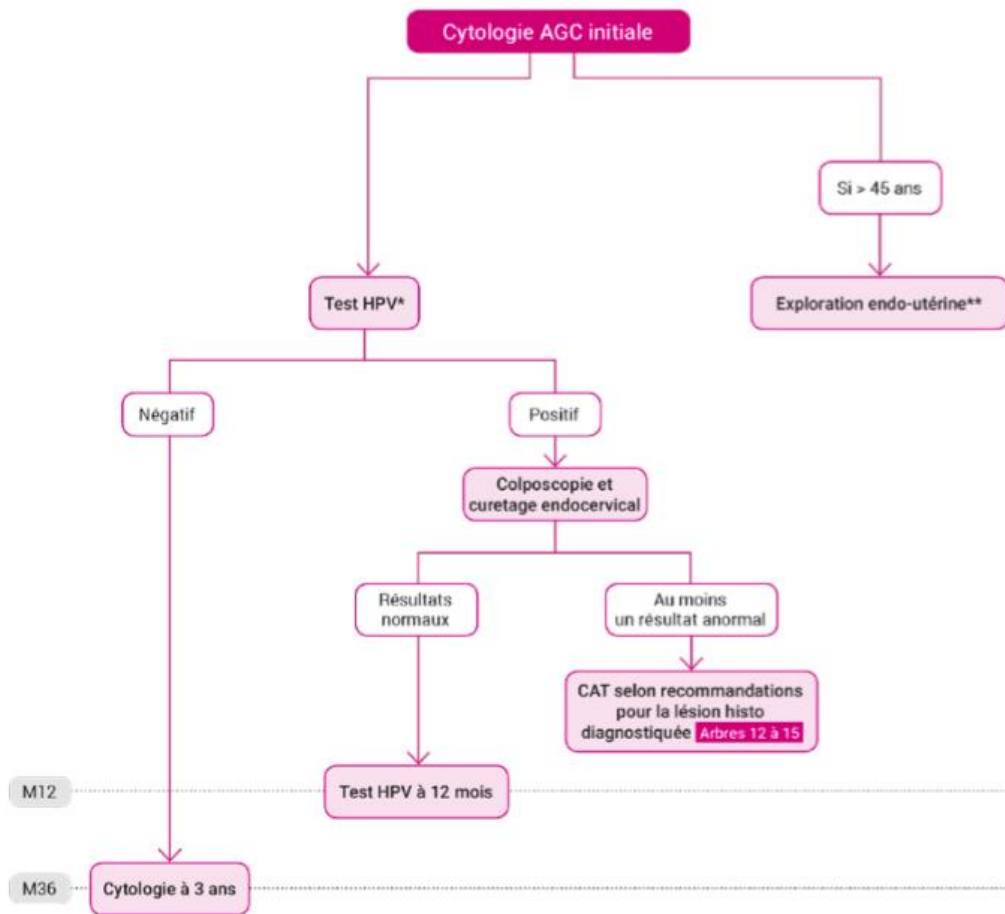 Cytologie AGC initiale
Si > 45 ans
Test HPV*
Exploration endo-utérine**
Négatif
Positif
Colposcopie et
curetage endocervical
Résultats
normaux
Au moins
un résultat anormal
CAT selon recommandations
pour la lésion histo
diagnostiquée Arbres 12 à 15
M12
Test HPV à 12 mois
M36
Cytologie à 3 ans